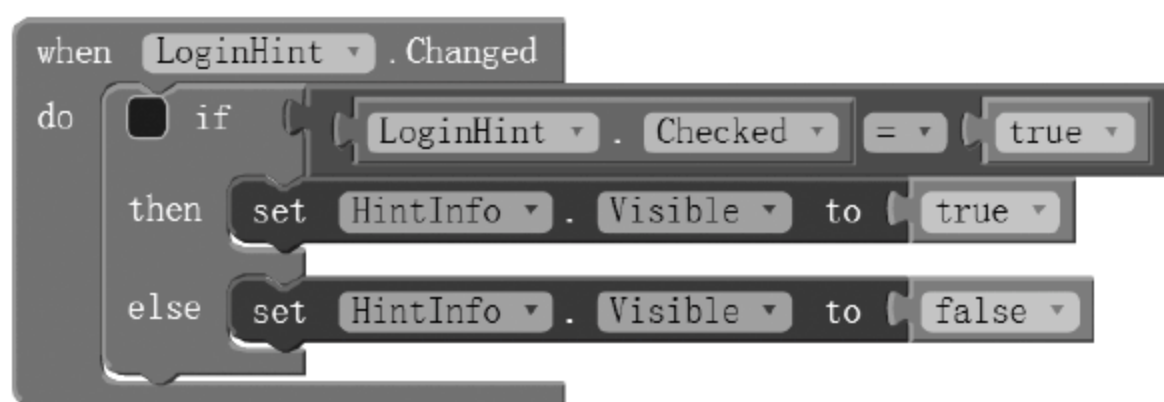 when LoginHint .Changed
do if LoginHint . Checked = true
then set HintInfo . Visible to true
else set HintInfo . Visible to false